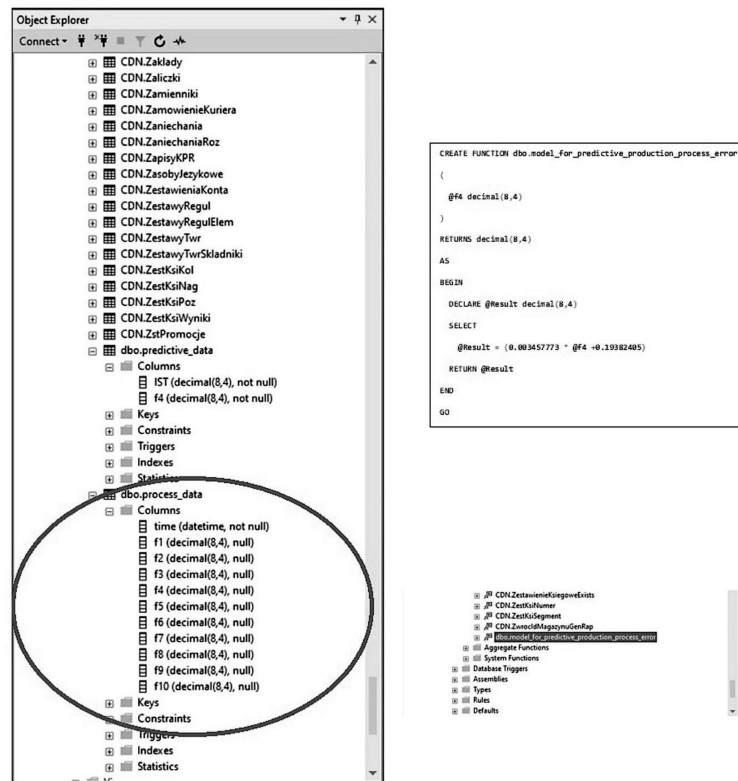 Object Explorer
Connect
CDN.Zaklady
CDN.Zaliczki
CDN.Zamienniki
CDN.ZamowienieKuriera
CDN.Zaniechania
CDN.ZaniechaniaRoz
CDN.ZapisyKPR
CDN.ZasobyJezykowe
CDN.ZestawieniaKonta
CDN.ZestawyRegul
CDN.ZestawyRegulElem
CDN.ZestawyTwr
CDN.ZestawyTwrSkladniki
CDN.ZestKsiKol
CDN.ZestKsiNag
CDN.ZestKsiPoz
CDN.ZestKsiWyniki
CDN.ZstPromocje
dbo.predictive_data
Columns
IST (decimal(8,4), not null)
f4 (decimal(8,4), not null)
Keys
Constraints
Triggers
Indexes
Statistics
dbo.process_data
Columns
time (datetime, not null)
f1 (decimal(8,4), null)
f2 (decimal(8,4), null)
f3 (decimal(8,4), null)
f4 (decimal(8,4), null)
f5 (decimal(8,4), null)
f6 (decimal(8,4), null)
f7 (decimal(8,4), null)
f8 (decimal(8,4), null)
f9 (decimal(8,4), null)
f10 (decimal(8,4), null)
Keys
Constraints
Triggers
Indexes
Statistics
CREATE FUNCTION dbo.model_for_predictive_production_process_error
(
@f4 decimal(8,4)
)
RETURNS decimal(8,4)
AS
BEGIN
DECLARE @Result decimal(8,4)
SELECT
@Result = (0.003457773 * @f4 +0.19382405)
RETURN @Result
END
GO
CDN.ZestawienieKsiegoweExists
CDN.ZestKsiNumer
CDN.ZestKsiSegment
CDN.ZwrocIdMagazynuGenRap
dbo.model_for_predictive_production_process_error
Aggregate Functions
System Functions
Database Triggers
Assemblies
Types
Rules
Defaults